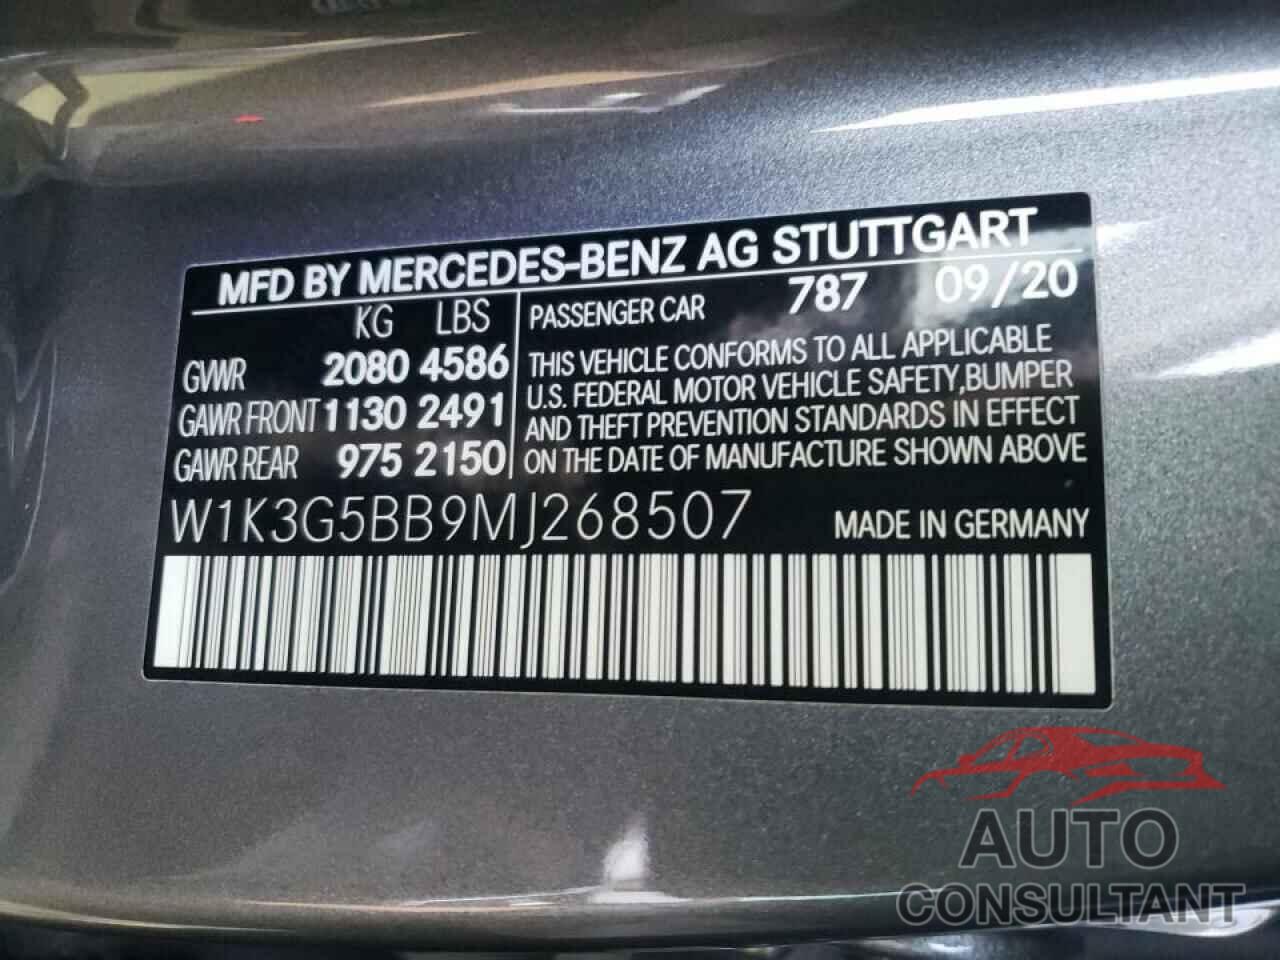 MFD BY MERCEDES-BENZ AG STUTTGART
KG LBS
GVWR 2080 4586
GAWR FRONT 1130 2491
GAWR REAR 975 2150
PASSENGER CAR 787 09/20
THIS VEHICLE CONFORMS TO ALL APPLICABLE
U.S. FEDERAL MOTOR VEHICLE SAFETY, BUMPER
AND THEFT PREVENTION STANDARDS IN EFFECT
ON THE DATE OF MANUFACTURE SHOWN ABOVE
W1K3G5BB9MJ268507 MADE IN GERMANY
AUTO
CONSULTANT